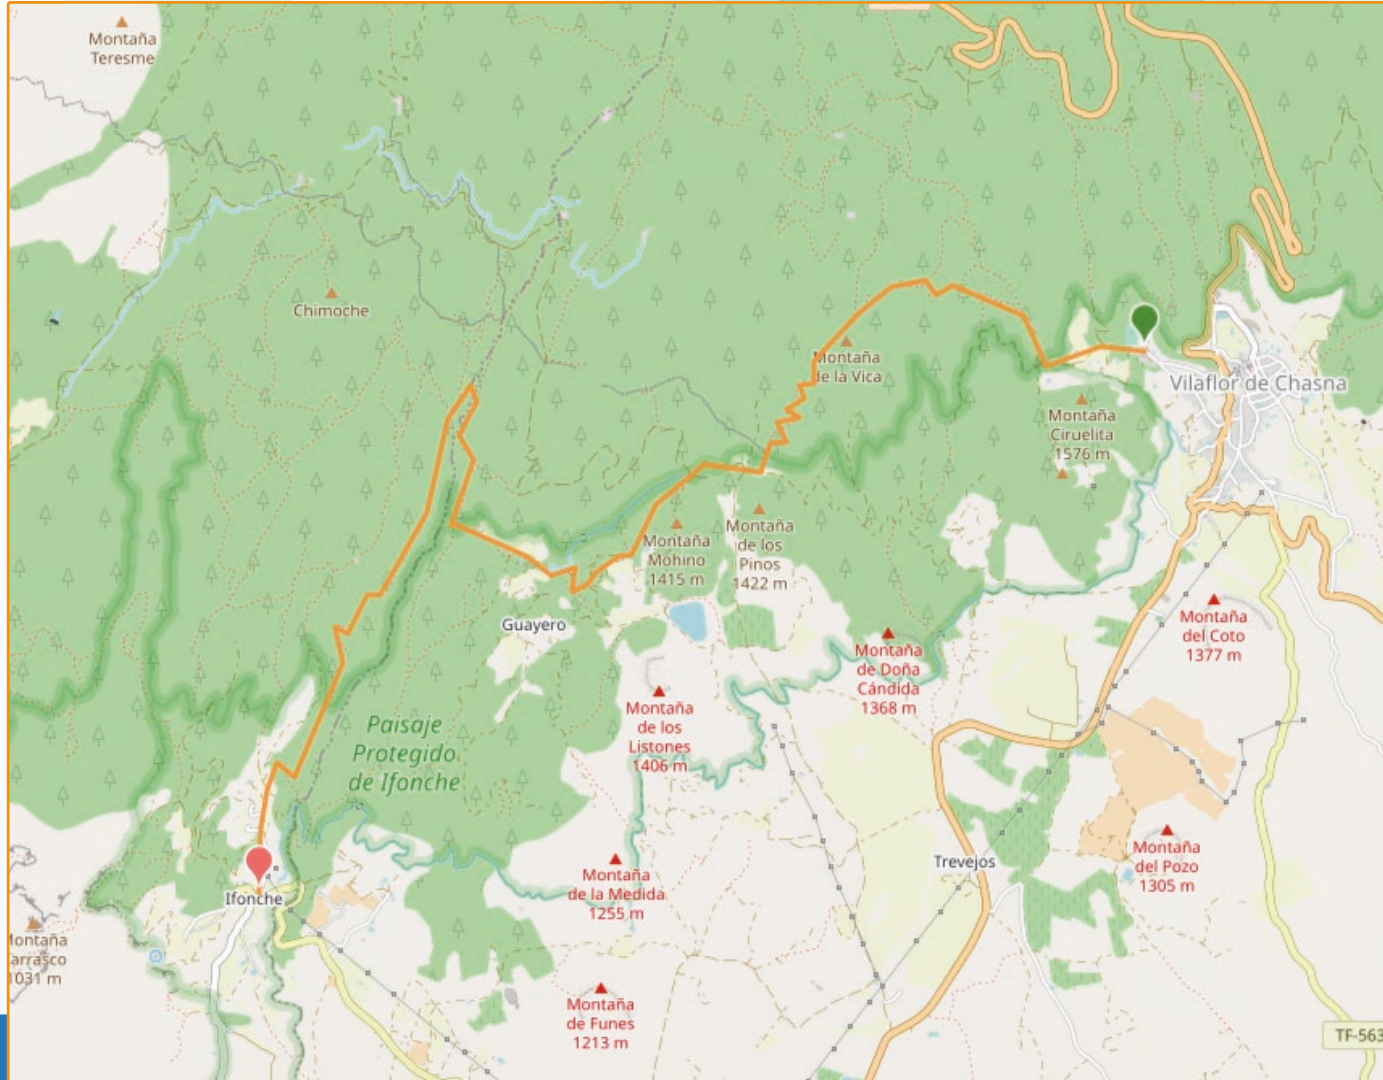 Montaña
Teresme
Chimoche
Montaña
de la Vica
Vilaflor de Chasna
Montaña
Ciruelita
1576 m
Montaña
Mohino
1415 m
Montaña
de los
Pinos
1422 m
Guayero
Montaña
del Coto
1377 m
Montaña
de Doña
Cándida
1368 m
Montaña
de los
Listones
1406 m
Paisaje
Protegido
de Ifonche
Montaña
del Pozo
1305 m
Trevejos
Montaña
de la Medida
1255 m
Ifonche
Montaña
arrasco
1031 m
Montaña
de Funes
1213 m
TF-563